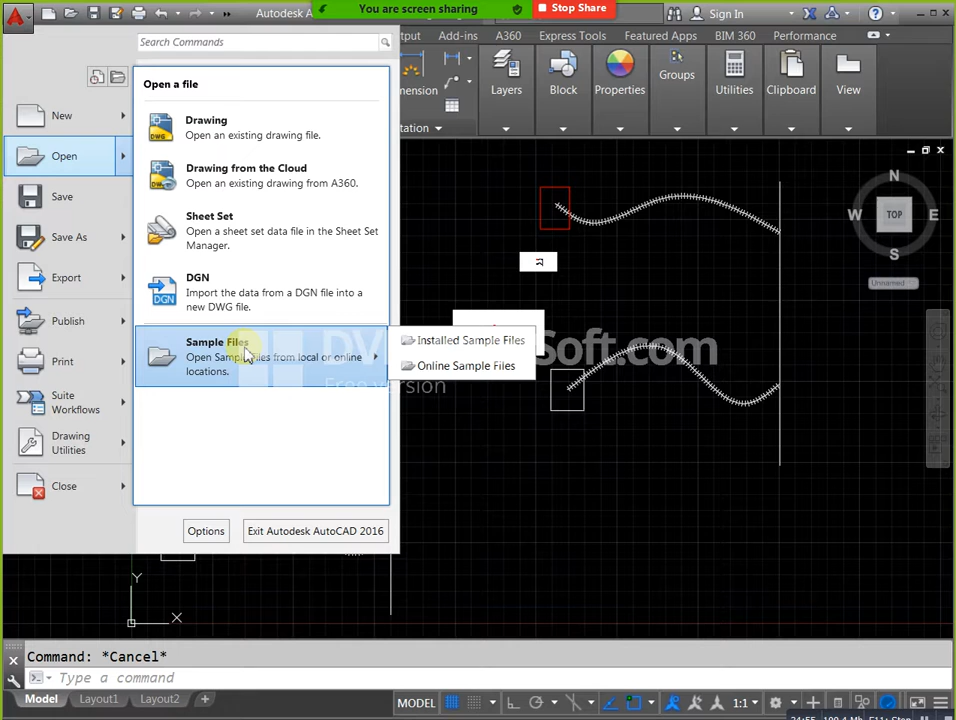 You are screen sharing
Stop Share
Autodesk A
Sign In
Search Commands
tput
Add-ins
A360
Express Tools
Featured Apps
BIM 360
Performance
mension
Layers
Block
Properties
Groups
Utilities
Clipboard
View
tation
New
Open
Save
Save As
Export
Publish
Print
Suite
Workflows
Drawing
Utilities
Close
Open a file
Drawing
Open an existing drawing file.
Drawing from the Cloud
Open an existing drawing from A360.
Sheet Set
Open a sheet set data file in the Sheet Set
Manager.
DGN
DGN
Import the data from a DGN file into a
new DWG file.
Sample Files
Open Sample Files from local or online
locations.
Installed Sample Files
Online Sample Files
Options
Exit Autodesk AutoCAD 2016
N
W
TOP
E
S
Unnamed
Y
X
Command: *Cancel*
Type a command
Model
Layout1
Layout2
+
MODEL
1:1